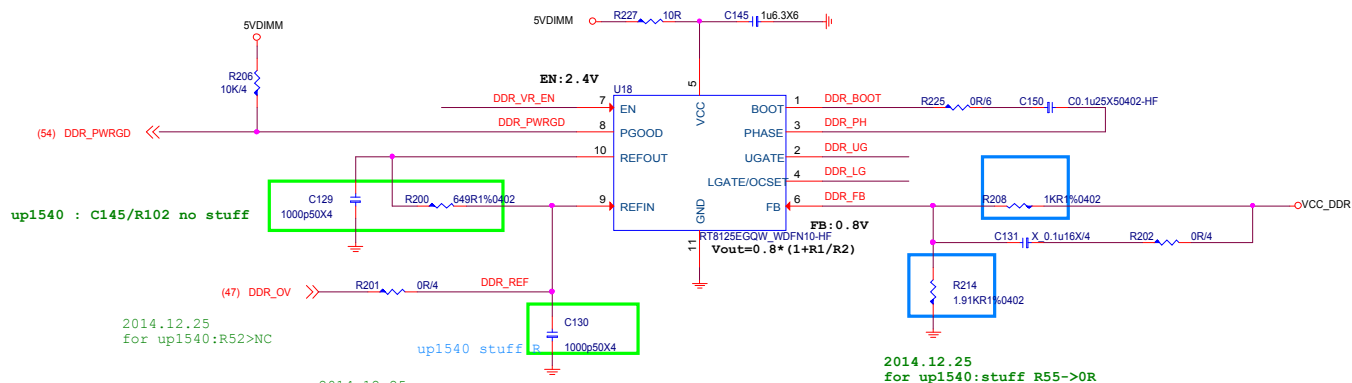 5VDIMM
R227
10R
C145
1u6.3X6
5VDIMM
R206
10K/4
EN:2.4V
U18
5
VCC
DDR_VR_EN
7
EN
BOOT
1
DDR_BOOT
R225
0R/6
C150
C0.1u25X50402-HF
(54) DDR_PWRGD
DDR_PWRGD
8
PGOOD
PHASE
3
DDR_PH
10
REFOUT
UGATE
2
DDR_UG
LGATE/OCSET
4
DDR_LG
up1540 : C145/R102 no stuff
C129
1000p50X4
R200
649R1%0402
9
REFIN
GND
11
FB
6
DDR_FB
R208
1KR1%0402
VCC_DDR
FB:0.8V
RT8125EGQW_WDFN10-HF
Vout=0.8*(1+R1/R2)
C131
X_0.1u16X/4
R202
0R/4
(47) DDR_OV
R201
0R/4
DDR_REF
R214
1.91KR1%0402
2014.12.25
for up1540:R52>NC
up1540 stuff R
C130
1000p50X4
2014.12.25
for up1540:stuff R55->0R
2014.12.25